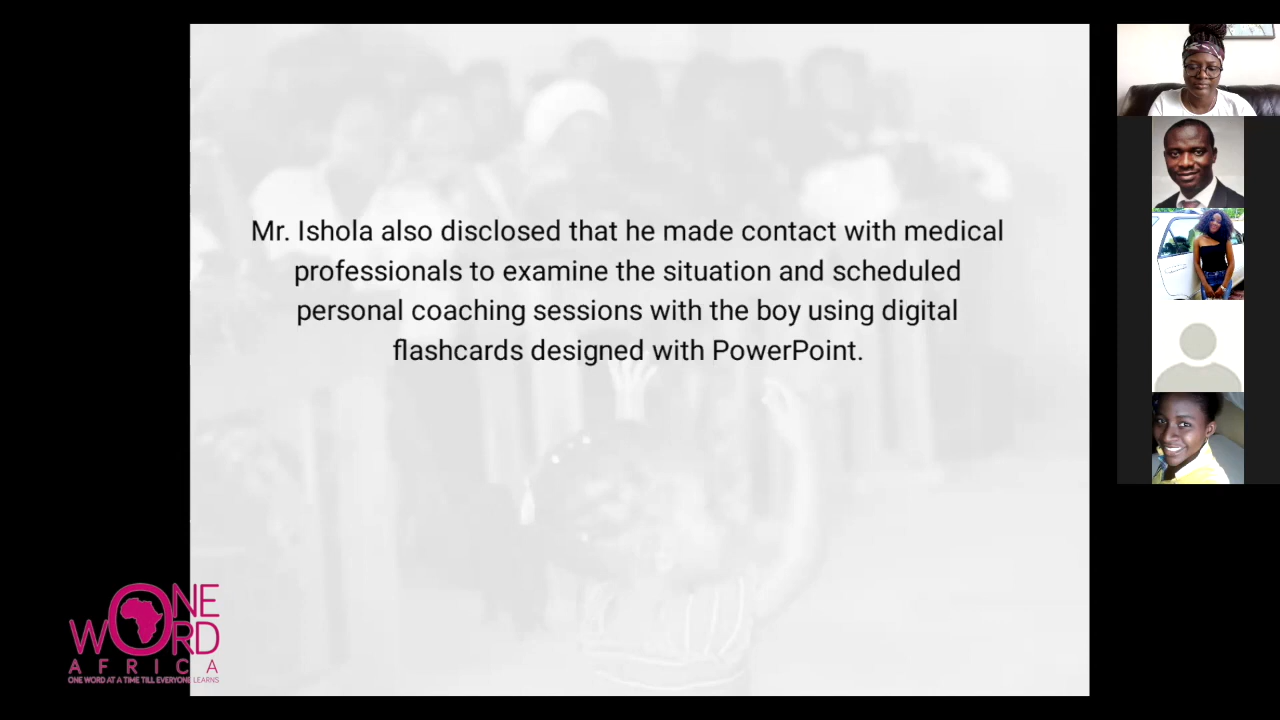 Mr. Ishola also disclosed that he made contact with medical
professionals to examine the situation and scheduled
personal coaching sessions with the boy using digital
flashcards designed with PowerPoint.
ONE
WORD
AFRICA
ONE WORD AT A TIME TILL EVERYONE LEARNS